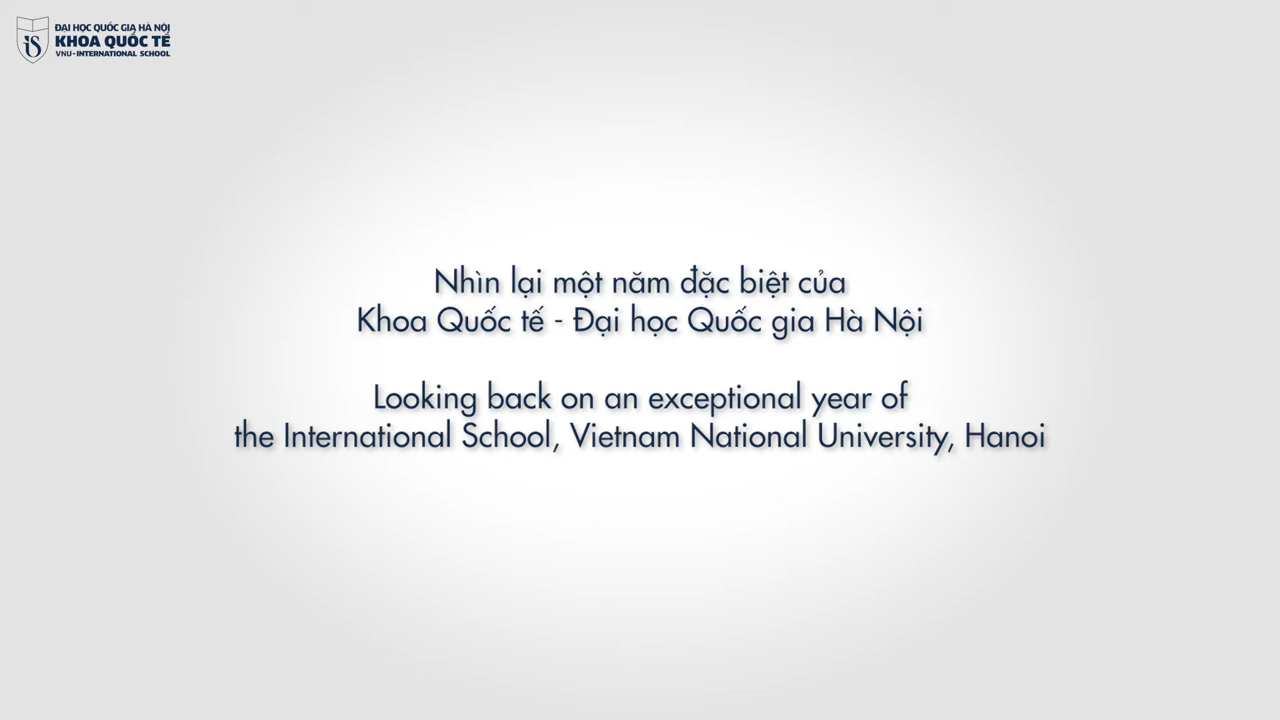 ĐẠI HỌC QUỐC GIA HÀ NỘI
KHOA QUỐC TẾ
VNU-INTERNATIONAL SCHOOL
iS
Nhìn lại một năm đặc biệt của
Khoa Quốc tế - Đại học Quốc gia Hà Nội
Looking back on an exceptional year of
the International School, Vietnam National University, Hanoi